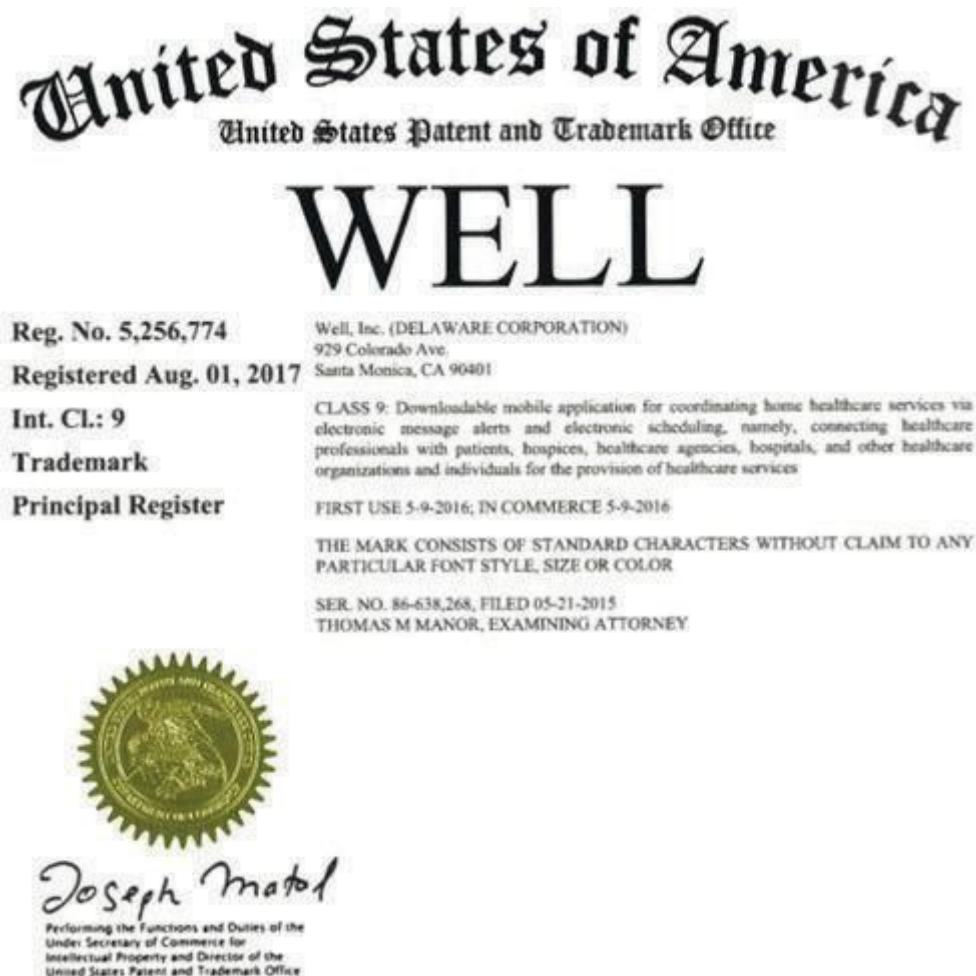 United States of America
United States Patent and Trademark Office
WELL
Reg. No. 5,256,774
Registered Aug. 01, 2017
Int. Cl.: 9
Trademark
Principal Register
Well, Inc. (DELAWARE CORPORATION)
929 Colorado Ave.
Santa Monica, CA 90401
CLASS 9: Downloadable mobile application for coordinating home healthcare services via
electronic message alerts and electronic scheduling, namely, connecting healthcare
professionals with patients, hospices, healthcare agencies, hospitals, and other healthcare
organizations and individuals for the provision of healthcare services
FIRST USE 5-9-2016; IN COMMERCE 5-9-2016
THE MARK CONSISTS OF STANDARD CHARACTERS WITHOUT CLAIM TO ANY
PARTICULAR FONT STYLE, SIZE OR COLOR
SER. NO. 86-638,268, FILED 05-21-2015
THOMAS M MANOR, EXAMINING ATTORNEY
Joseph Matal
Performing the Functions and Duties of the
Under Secretary of Commerce for
Intellectual Property and Director of the
United States Patent and Trademark Office